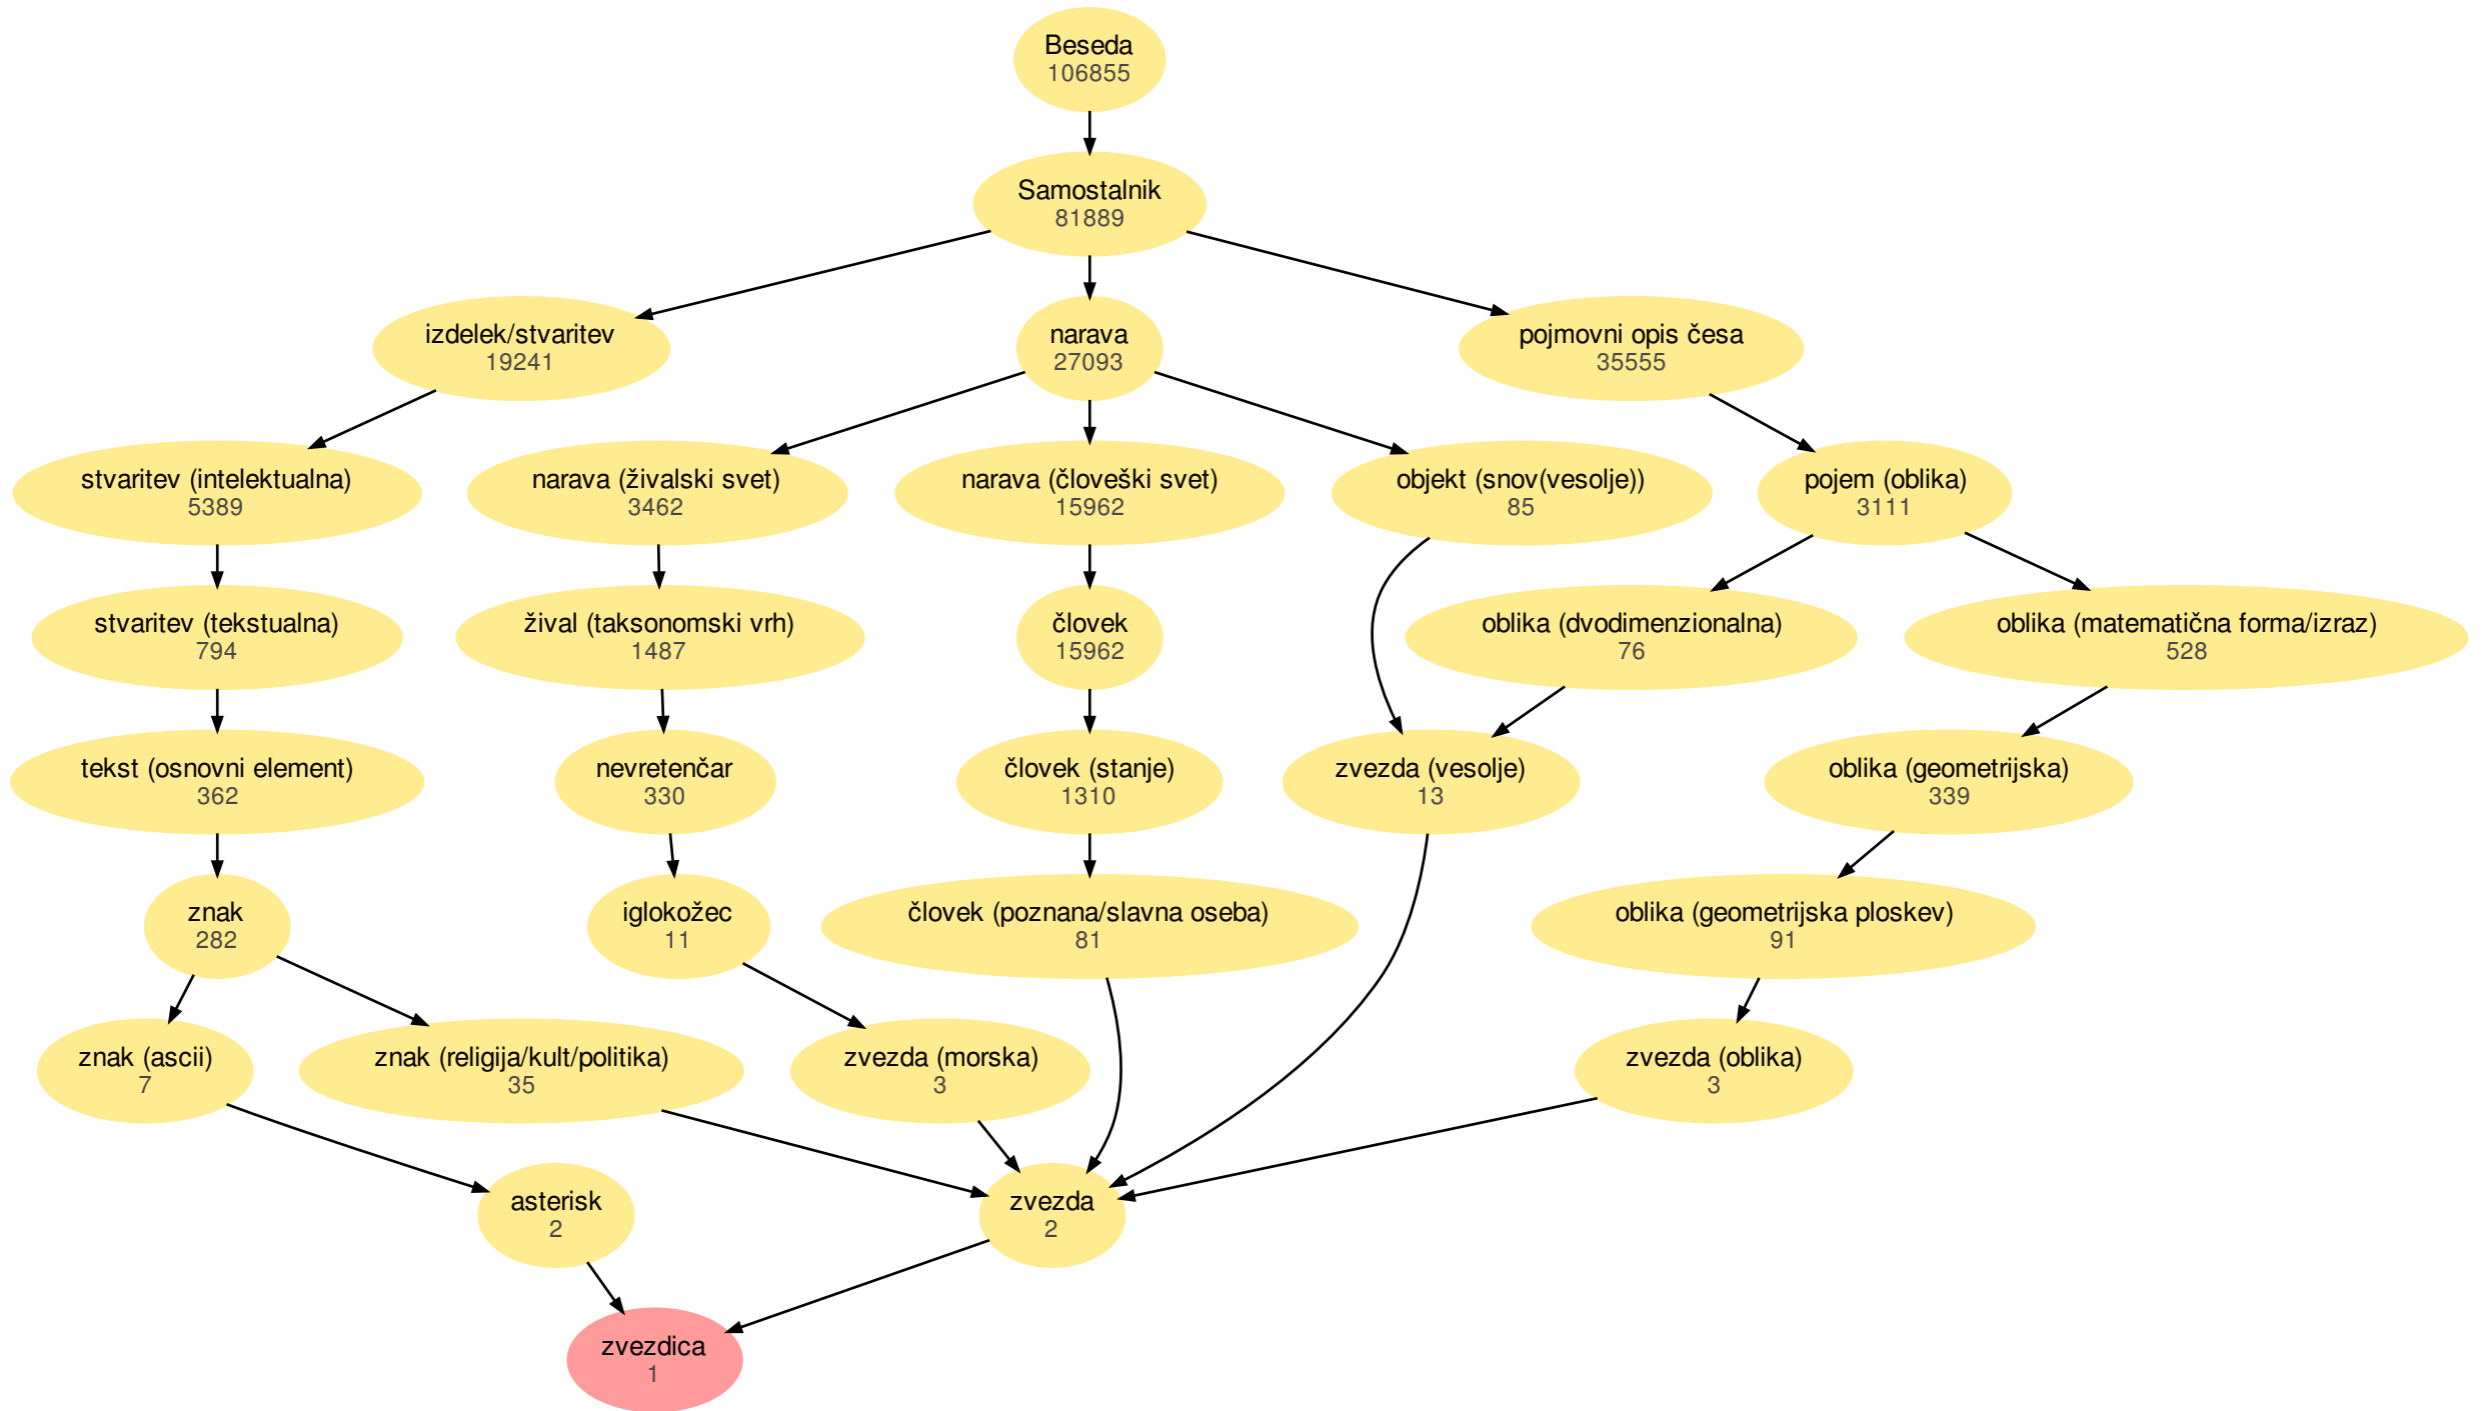 Beseda
106855
Samostalnik
81889
izdelek/stvaritev
19241
narava
27093
pojmovni opis česa
35555
stvaritev (intelektualna)
5389
narava (živalski svet)
3462
narava (človeški svet)
15962
objekt (snov(vesolje))
85
pojem (oblika)
3111
stvaritev (tekstualna)
794
žival (taksonomski vrh)
1487
človek
15962
oblika (dvodimenzionalna)
76
oblika (matematična forma/izraz)
528
tekst (osnovni element)
362
nevretenčar
330
človek (stanje)
1310
zvezda (vesolje)
13
oblika (geometrijska)
339
znak
282
iglokožec
11
človek (poznana/slavna oseba)
81
oblika (geometrijska ploskev)
91
znak (ascii)
7
znak (religija/kult/politika)
35
zvezda (morska)
3
zvezda (oblika)
3
asterisk
2
zvezda
2
zvezdica
1